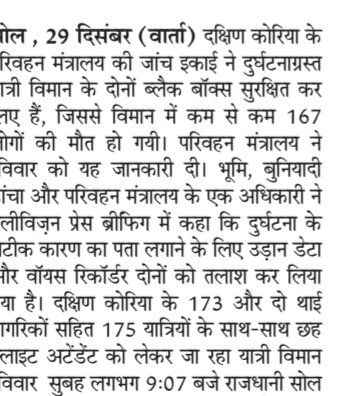 ोल , 29 दिसंबर (वार्ता) दक्षिण कोरिया के
रिवहन मंत्रालय की जांच इकाई ने दुर्घटनाग्रस्त
ात्री विमान के दोनों ब्लैक बॉक्स सुरक्षित कर
लए हैं, जिससे विमान में कम से कम 167
ोगों की मौत हो गयी। परिवहन मंत्रालय ने
विवार को यह जानकारी दी। भूमि, बुनियादी
ांचा और परिवहन मंत्रालय के एक अधिकारी ने
लीविज़न प्रेस ब्रीफिंग में कहा कि दुर्घटना के
टीक कारण का पता लगाने के लिए उड़ान डेटा
और वॉयस रिकॉर्डर दोनों को तलाश कर लिया
या है। दक्षिण कोरिया के 173 और दो थाई
ागरिकों सहित 175 यात्रियों के साथ-साथ छह
लाइट अटेंडेंट को लेकर जा रहा यात्री विमान
विवार सुबह लगभग 9:07 बजे राजधानी सोल